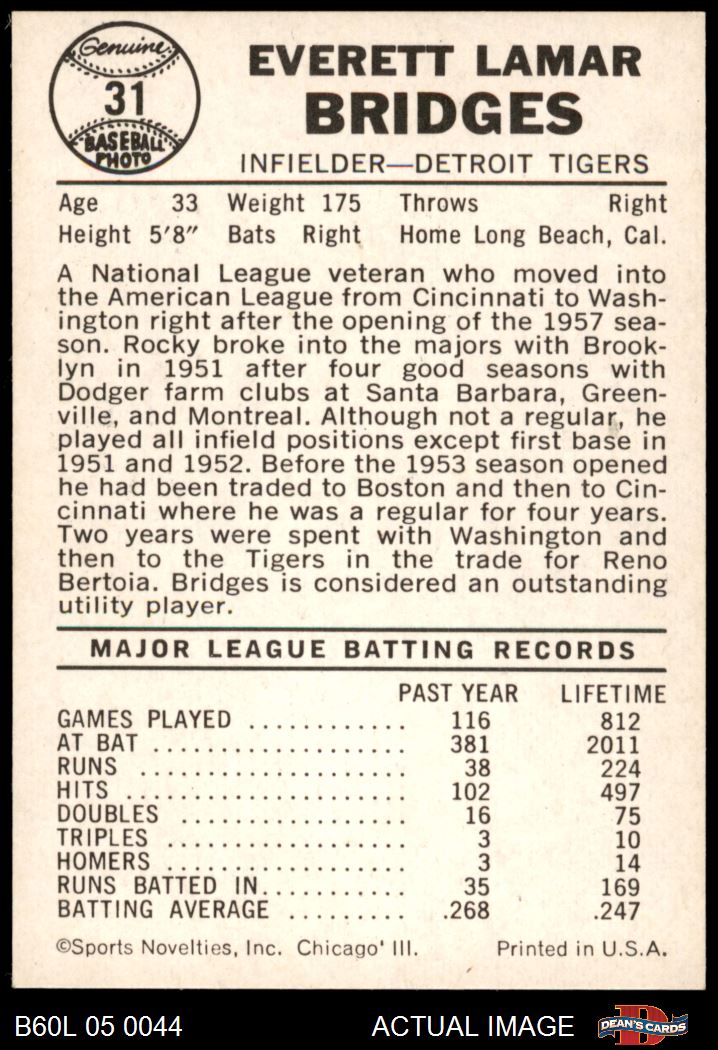 Genuine
31
BASEBALL
PHOTO
EVERETT LAMAR
BRIDGES
INFIELDER—DETROIT TIGERS
Age 33 Weight 175 Throws Right
Height 5'8" Bats Right Home Long Beach, Cal.
A National League veteran who moved into
the American League from Cincinnati to Wash-
ington right after the opening of the 1957 sea-
son. Rocky broke into the majors with Brook-
lyn in 1951 after four good seasons with
Dodger farm clubs at Santa Barbara, Green-
ville, and Montreal. Although not a regular, he
played all infield positions except first base in
1951 and 1952. Before the 1953 season opened
he had been traded to Boston and then to Cin-
cinnati where he was a regular for four years.
Two years were spent with Washington and
then to the Tigers in the trade for Reno
Bertoia. Bridges is considered an outstanding
utility player.
MAJOR LEAGUE BATTING RECORDS
PAST YEAR LIFETIME
GAMES PLAYED ............ 116 812
AT BAT .................... 381 2011
RUNS ..................... 38 224
HITS ...................... 102 497
DOUBLES .................. 16 75
TRIPLES ................... 3 10
HOMERS ................... 3 14
RUNS BATTED IN........... 35 169
BATTING AVERAGE ......... .268 .247
©Sports Novelties, Inc. Chicago' Ill. Printed in U.S.A.
B60L 05 0044 ACTUAL IMAGE D DEAN'S CARDS